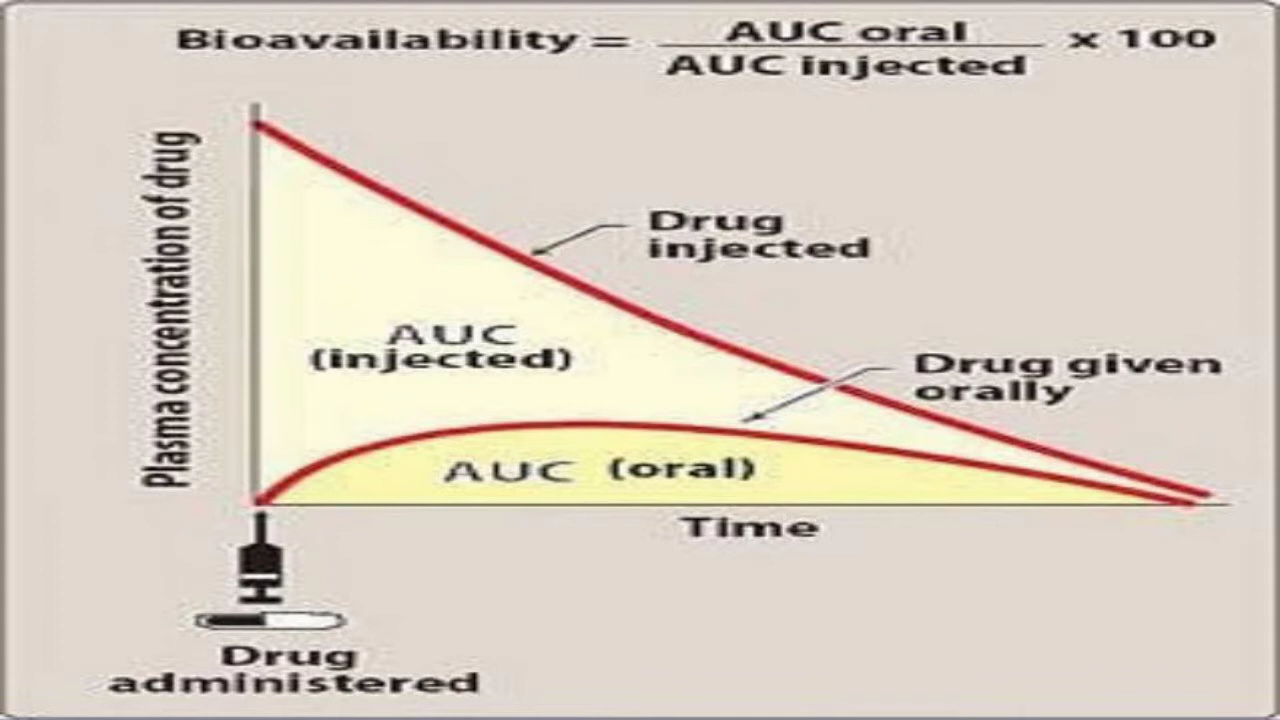 Bioavailability = AUC oral / AUC injected x 100
Plasma concentration of drug
Drug
injected
AUC
(injected)
Drug given
orally
AUC (oral)
Time
Drug
administered